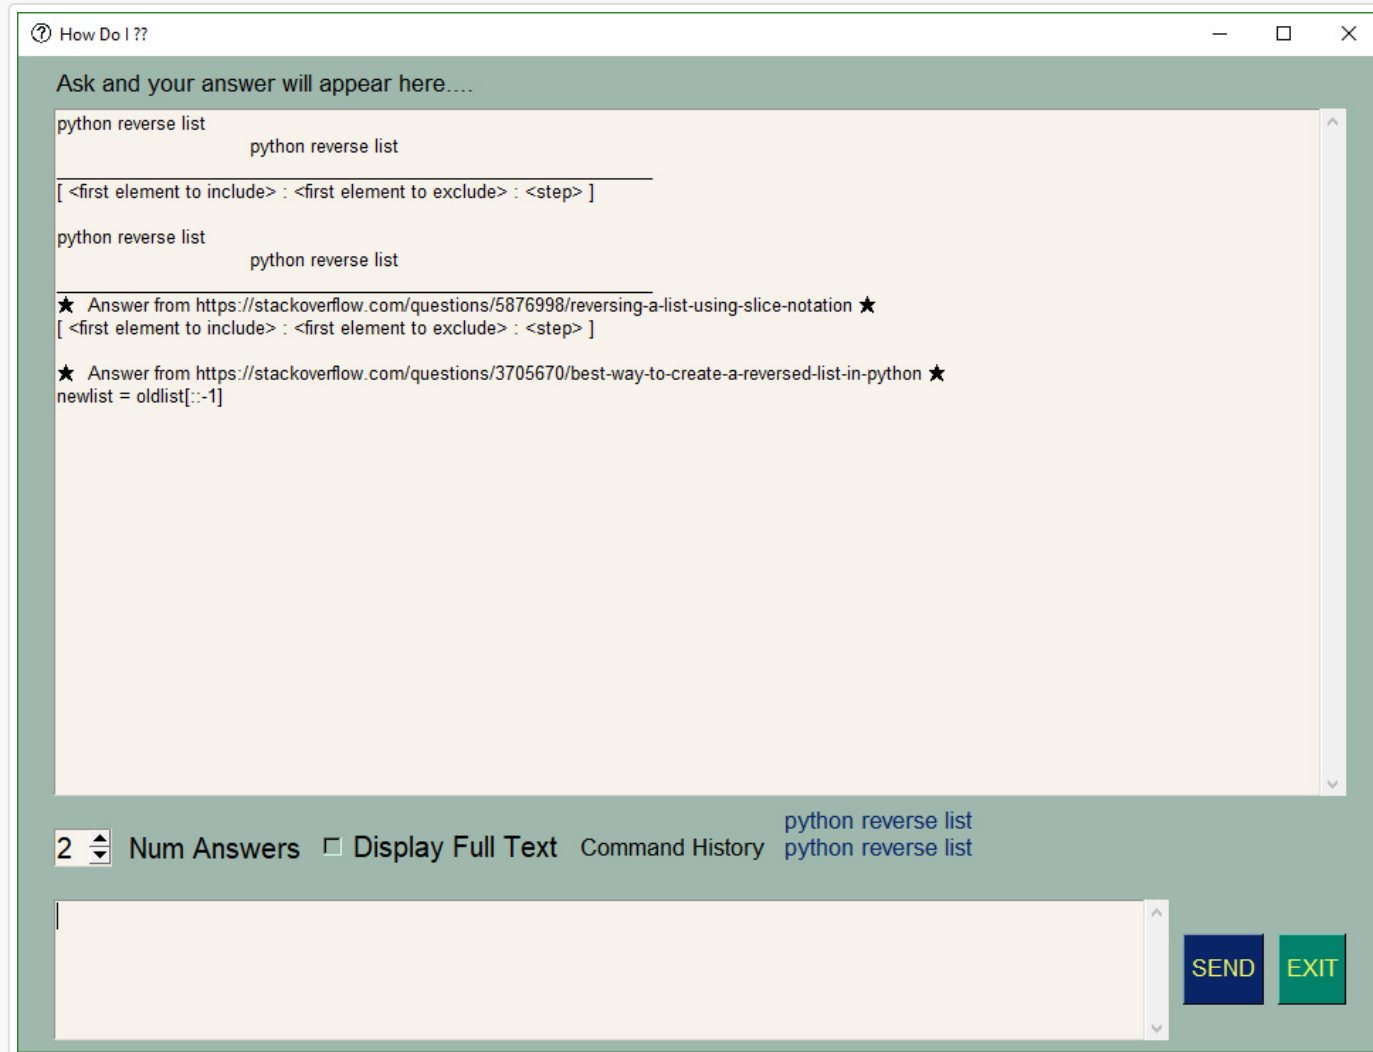 How Do I ??
Ask and your answer will appear here....
python reverse list
python reverse list
[ <first element to include> : <first element to exclude> : <step> ]
python reverse list
python reverse list
★ Answer from https://stackoverflow.com/questions/5876998/reversing-a-list-using-slice-notation ★
[ <first element to include> : <first element to exclude> : <step> ]
★ Answer from https://stackoverflow.com/questions/3705670/best-way-to-create-a-reversed-list-in-python ★
newlist = oldlist[::-1]
python reverse list
2 Num Answers Display Full Text Command History python reverse list
SEND EXIT